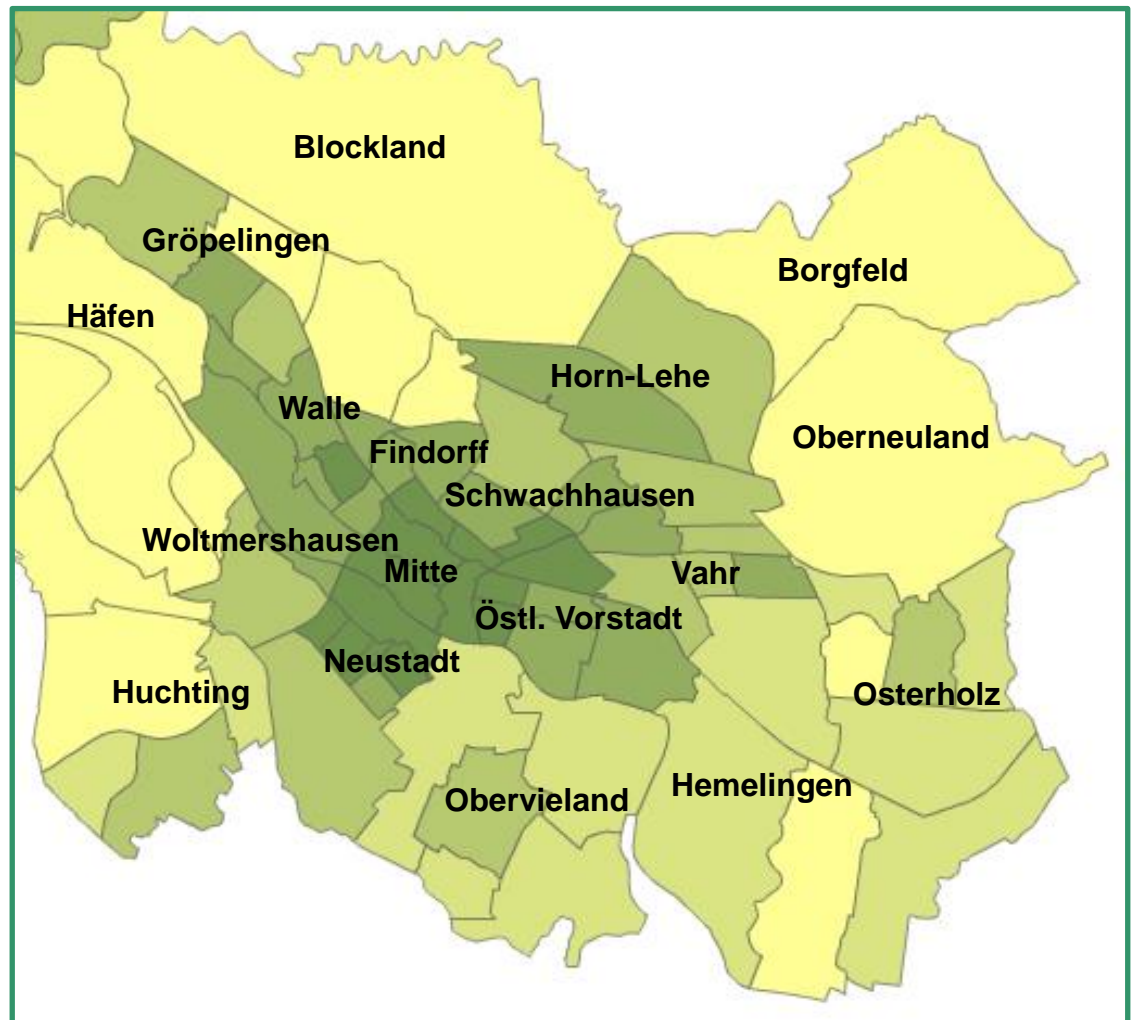 Blockland
Gröpelingen
Borgfeld
Häfen
Horn-Lehe
Walle
Oberneuland
Findorff
Schwachhausen
Woltmershausen
Mitte
Vahr
Östl. Vorstadt
Neustadt
Huchting
Osterholz
Hemelingen
Obervieland